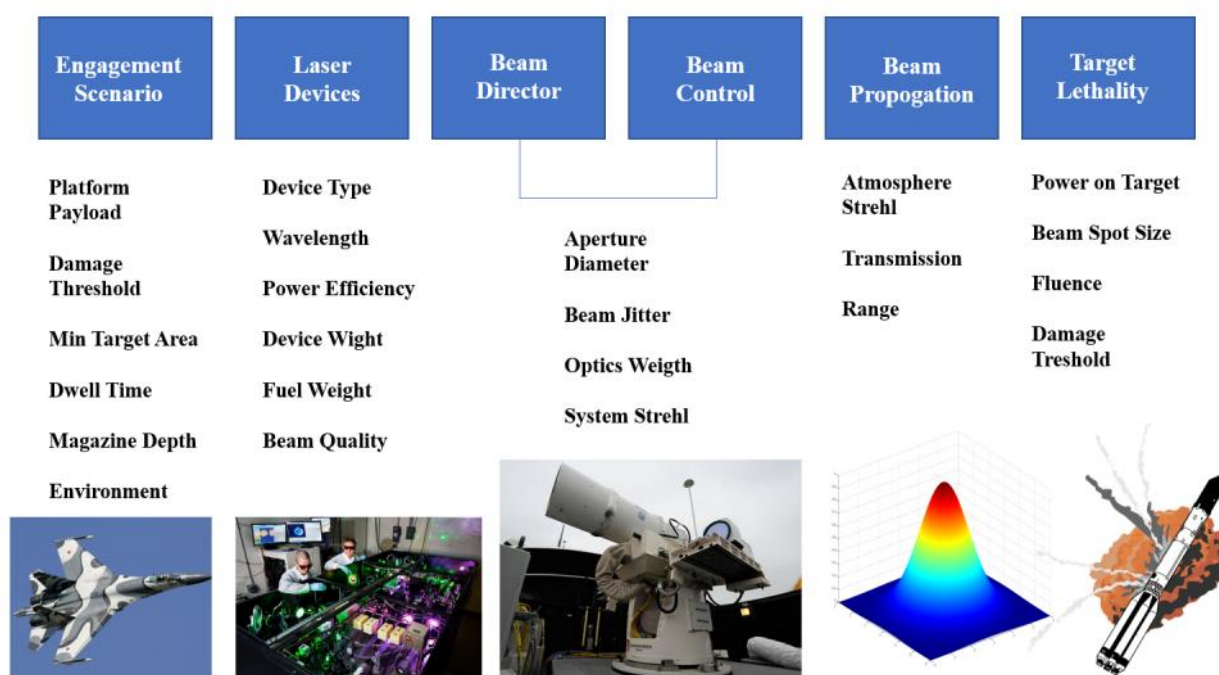 Engagement
Scenario
Laser
Devices
Beam
Director
Beam
Control
Beam
Propogation
Target
Lethality
Platform
Payload
Damage
Threshold
Min Target Area
Dwell Time
Magazine Depth
Environment
Device Type
Wavelength
Power Efficiency
Device Wight
Fuel Weight
Beam Quality
Aperture
Diameter
Beam Jitter
Optics Weigth
System Strehl
Atmosphere
Strehl
Transmission
Range
Power on Target
Beam Spot Size
Fluence
Damage
Treshold